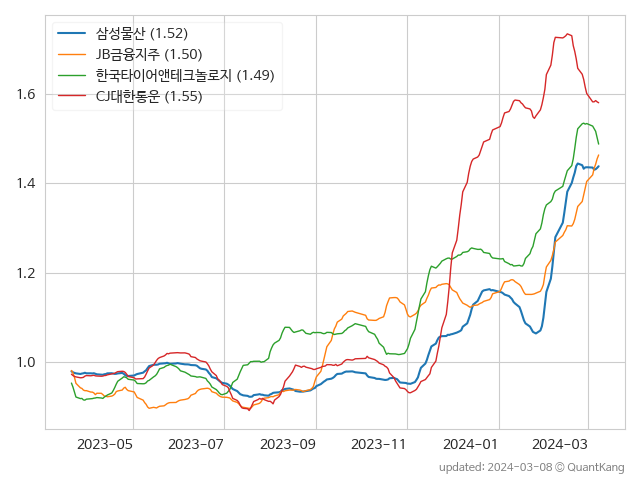 삼성물산 (1.52)
JB금융지주 (1.50)
한국타이어앤테크놀로지 (1.49)
CJ대한통운 (1.55)
1.6
1.4
1.2
1.0
2023-05 2023-07 2023-09 2023-11 2024-01 2024-03
updated: 2024-03-08 © QuantKang